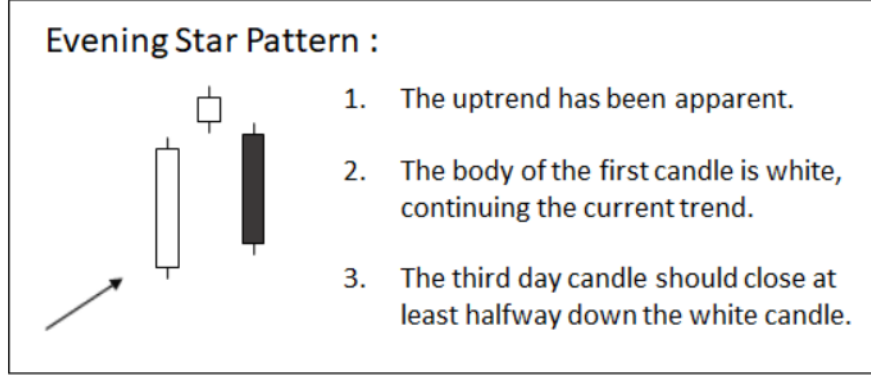 Evening Star Pattern :
1. The uptrend has been apparent.
2. The body of the first candle is white,
continuing the current trend.
3. The third day candle should close at
least halfway down the white candle.